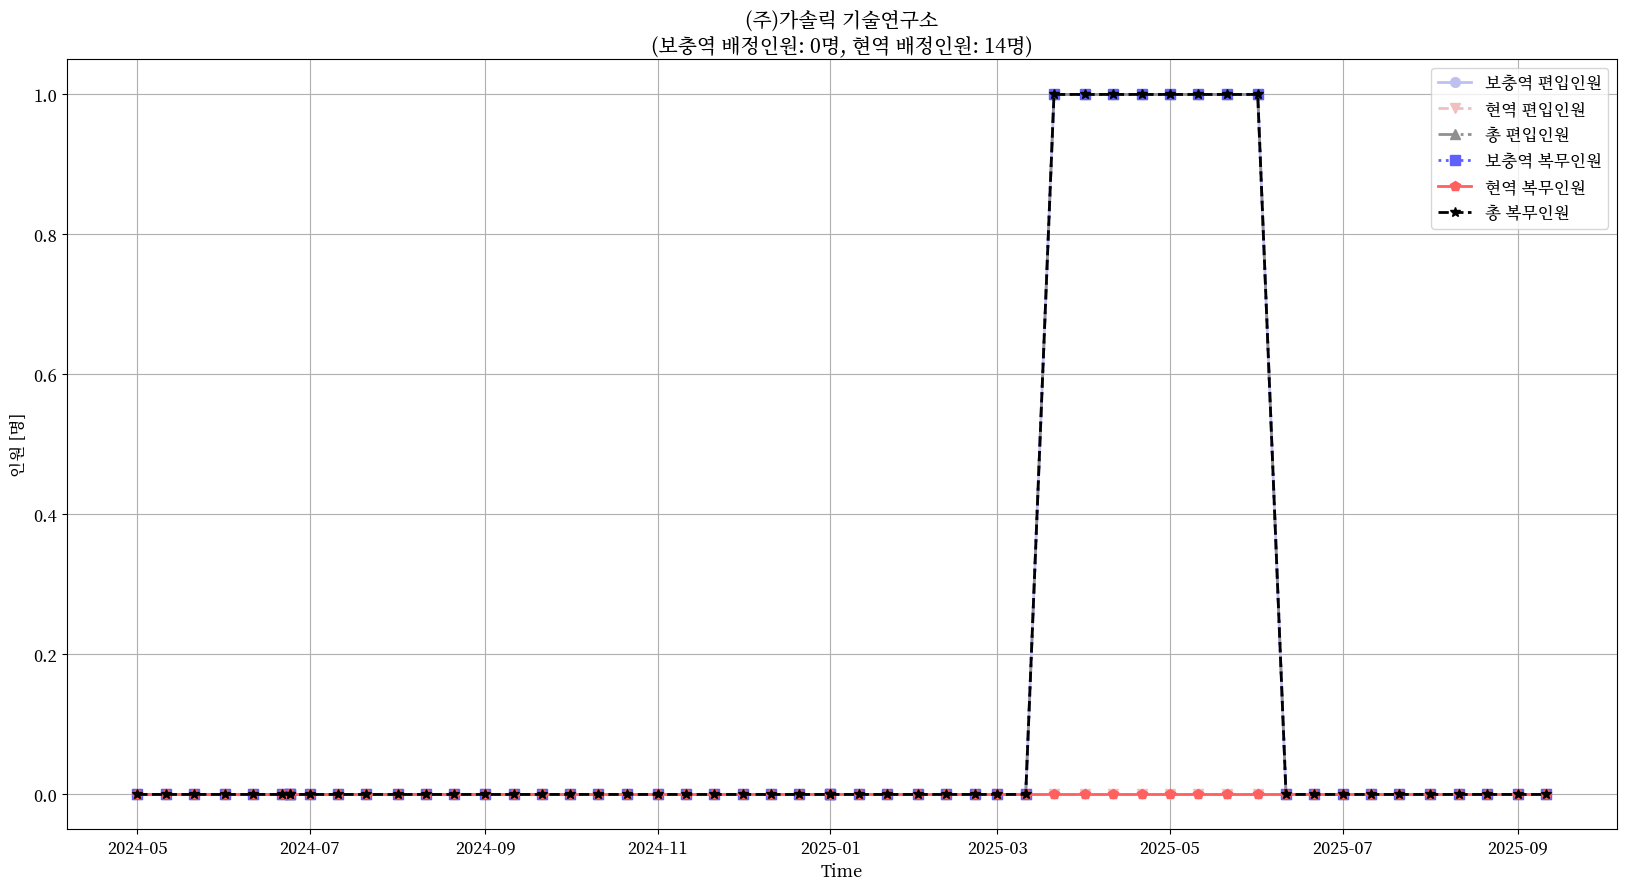 (주)가솔릭 기술연구소
(보충역 배정인원: 0명, 현역 배정인원: 14명)
보충역 편입인원
현역 편입인원
총 편입인원
보충역 복무인원
현역 복무인원
총 복무인원
인원 [명]
1.0
0.8
0.6
0.4
0.2
0.0
2024-05 2024-07 2024-09 2024-11 2025-01 2025-03 2025-05 2025-07 2025-09
Time